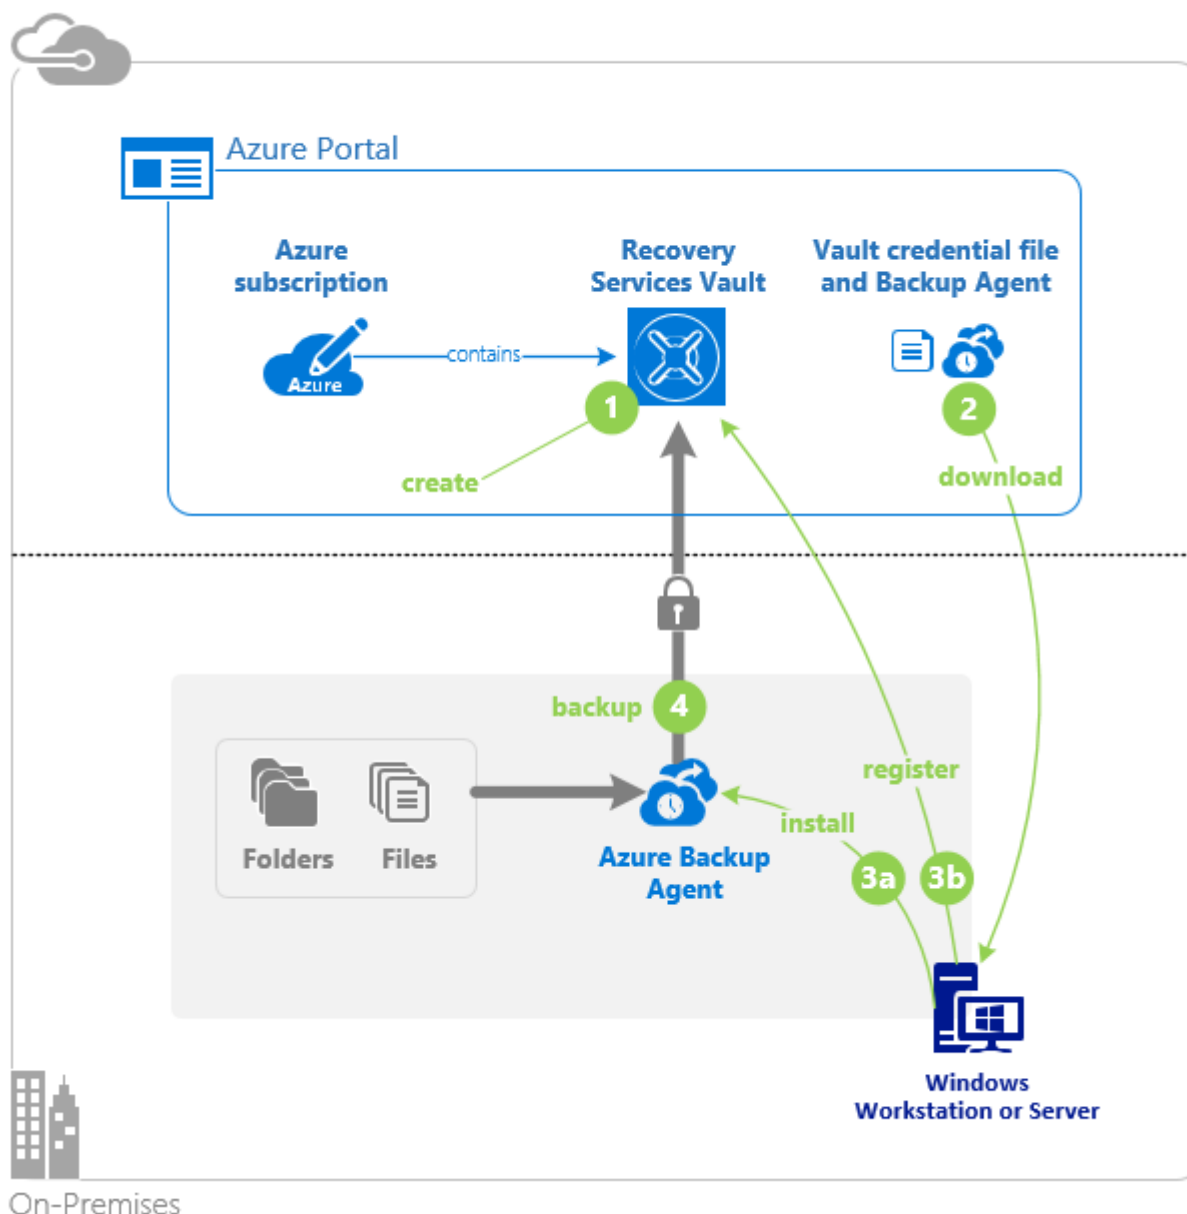 Azure Portal
Azure
subscription
Recovery
Services Vault
Vault credential file
and Backup Agent
Azure
contains
1
2
create
download
backup
4
register
install
Folders
Files
Azure Backup
Agent
3a
3b
Windows
Workstation or Server
On-Premises